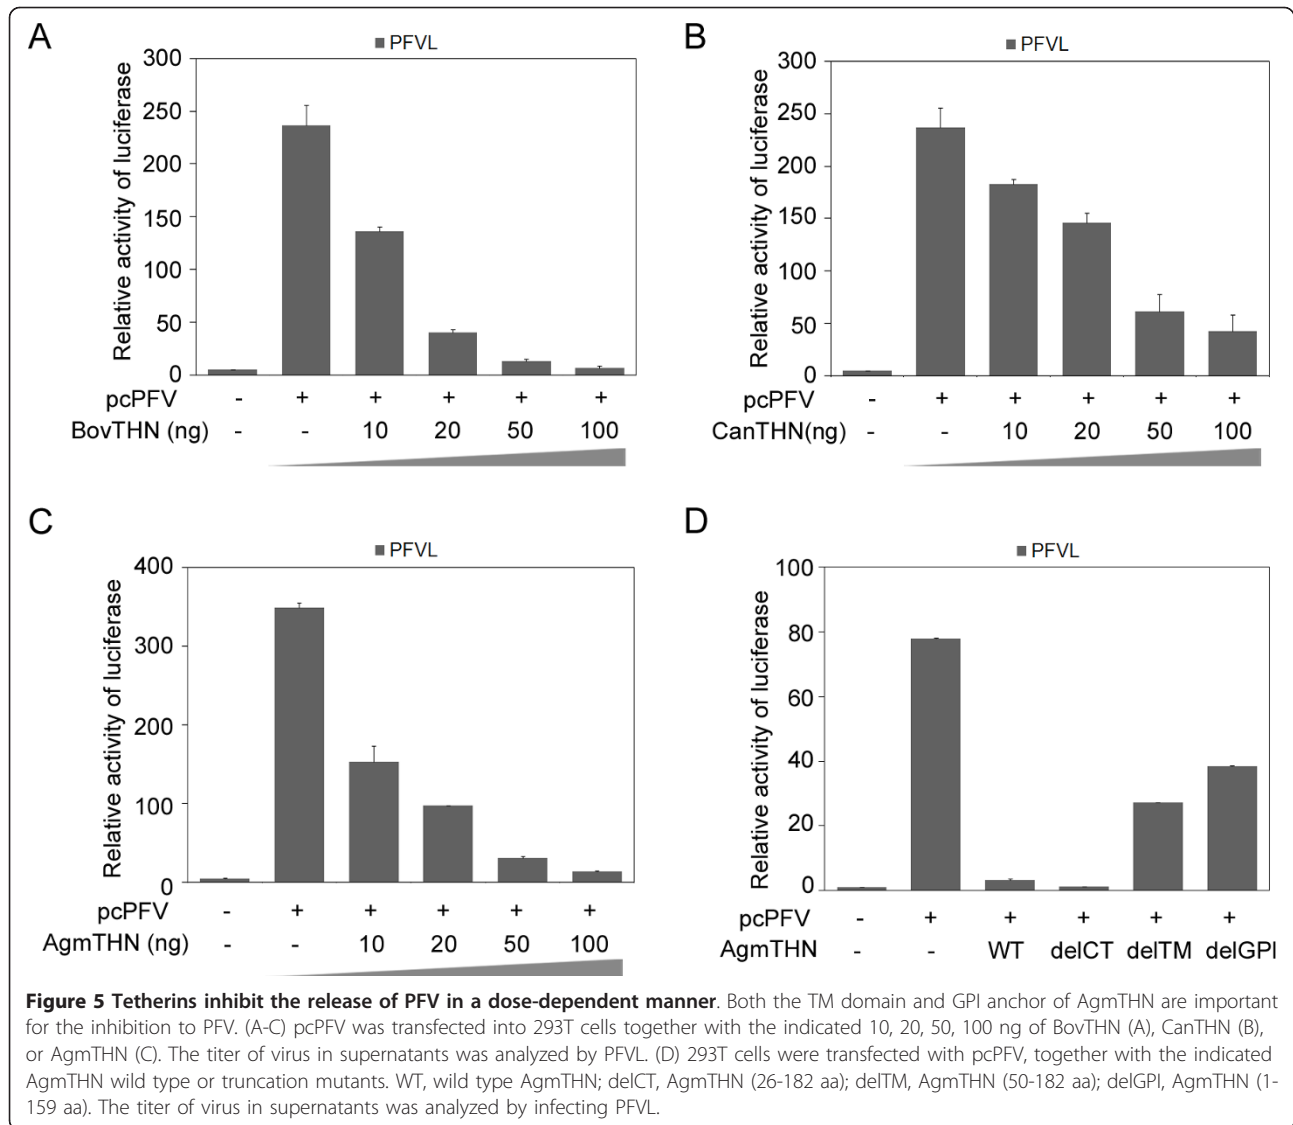 A
■ PFVL
Relative activity of luciferase
300
250
200
150
100
50
0
pcPFV - + + + + +
BovTHN (ng) - - 10 20 50 100
B
■ PFVL
Relative activity of luciferase
300
250
200
150
100
50
0
pcPFV - + + + + +
CanTHN(ng) - - 10 20 50 100
C
■ PFVL
Relative activity of luciferase
400
300
200
100
0
pcPFV - + + + + +
AgmTHN (ng) - - 10 20 50 100
D
■ PFVL
Relative activity of luciferase
100
80
60
40
20
0
pcPFV - + + + + +
AgmTHN - - WT delCT delTM delGPI
Figure 5 Tetherins inhibit the release of PFV in a dose-dependent manner. Both the TM domain and GPI anchor of AgmTHN are important
for the inhibition to PFV. (A-C) pcPFV was transfected into 293T cells together with the indicated 10, 20, 50, 100 ng of BovTHN (A), CanTHN (B),
or AgmTHN (C). The titer of virus in supernatants was analyzed by PFVL. (D) 293T cells were transfected with pcPFV, together with the indicated
AgmTHN wild type or truncation mutants. WT, wild type AgmTHN; delCT, AgmTHN (26-182 aa); delTM, AgmTHN (50-182 aa); delGPI, AgmTHN (1-
159 aa). The titer of virus in supernatants was analyzed by infecting PFVL.